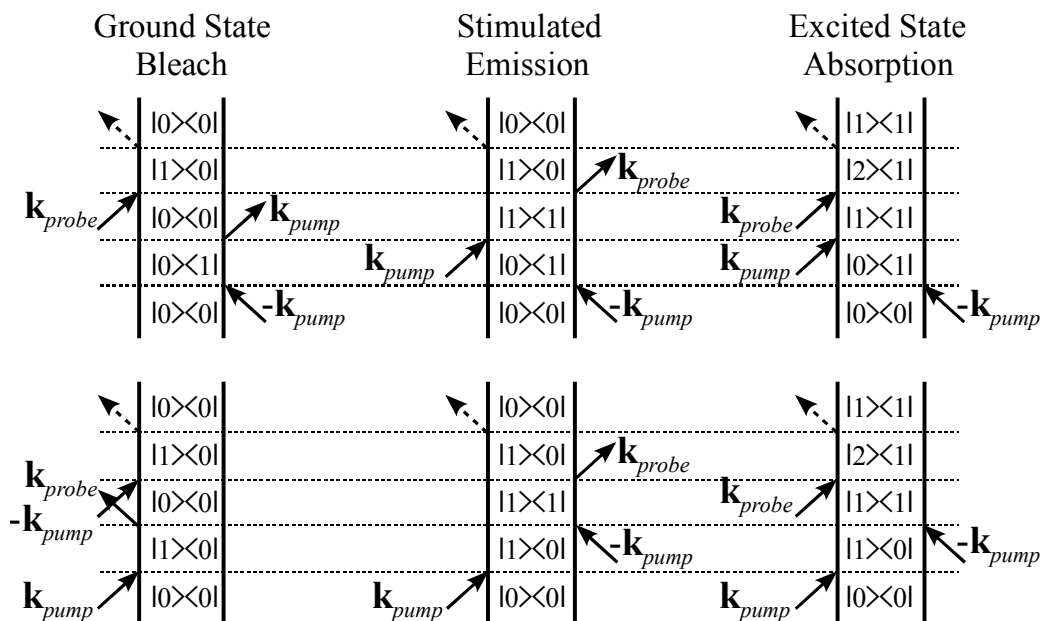 Ground State Bleach
Stimulated Emission
Excited State Absorption
|0><0|
|0><0|
|1><1|
|1><0|
|1><0|
k_probe
|2><1|
k_probe
|0><0|
k_pump
|1><1|
k_probe
|1><1|
|0><1|
k_pump
|0><1|
k_pump
|0><1|
|0><0|
-k_pump
|0><0|
-k_pump
|0><0|
-k_pump
|0><0|
|0><0|
|1><1|
|1><0|
|1><0|
k_probe
|2><1|
k_probe
|0><0|
|1><1|
k_probe
|1><1|
-k_pump
|1><0|
|1><0|
-k_pump
|1><0|
-k_pump
k_pump
|0><0|
k_pump
|0><0|
k_pump
|0><0|